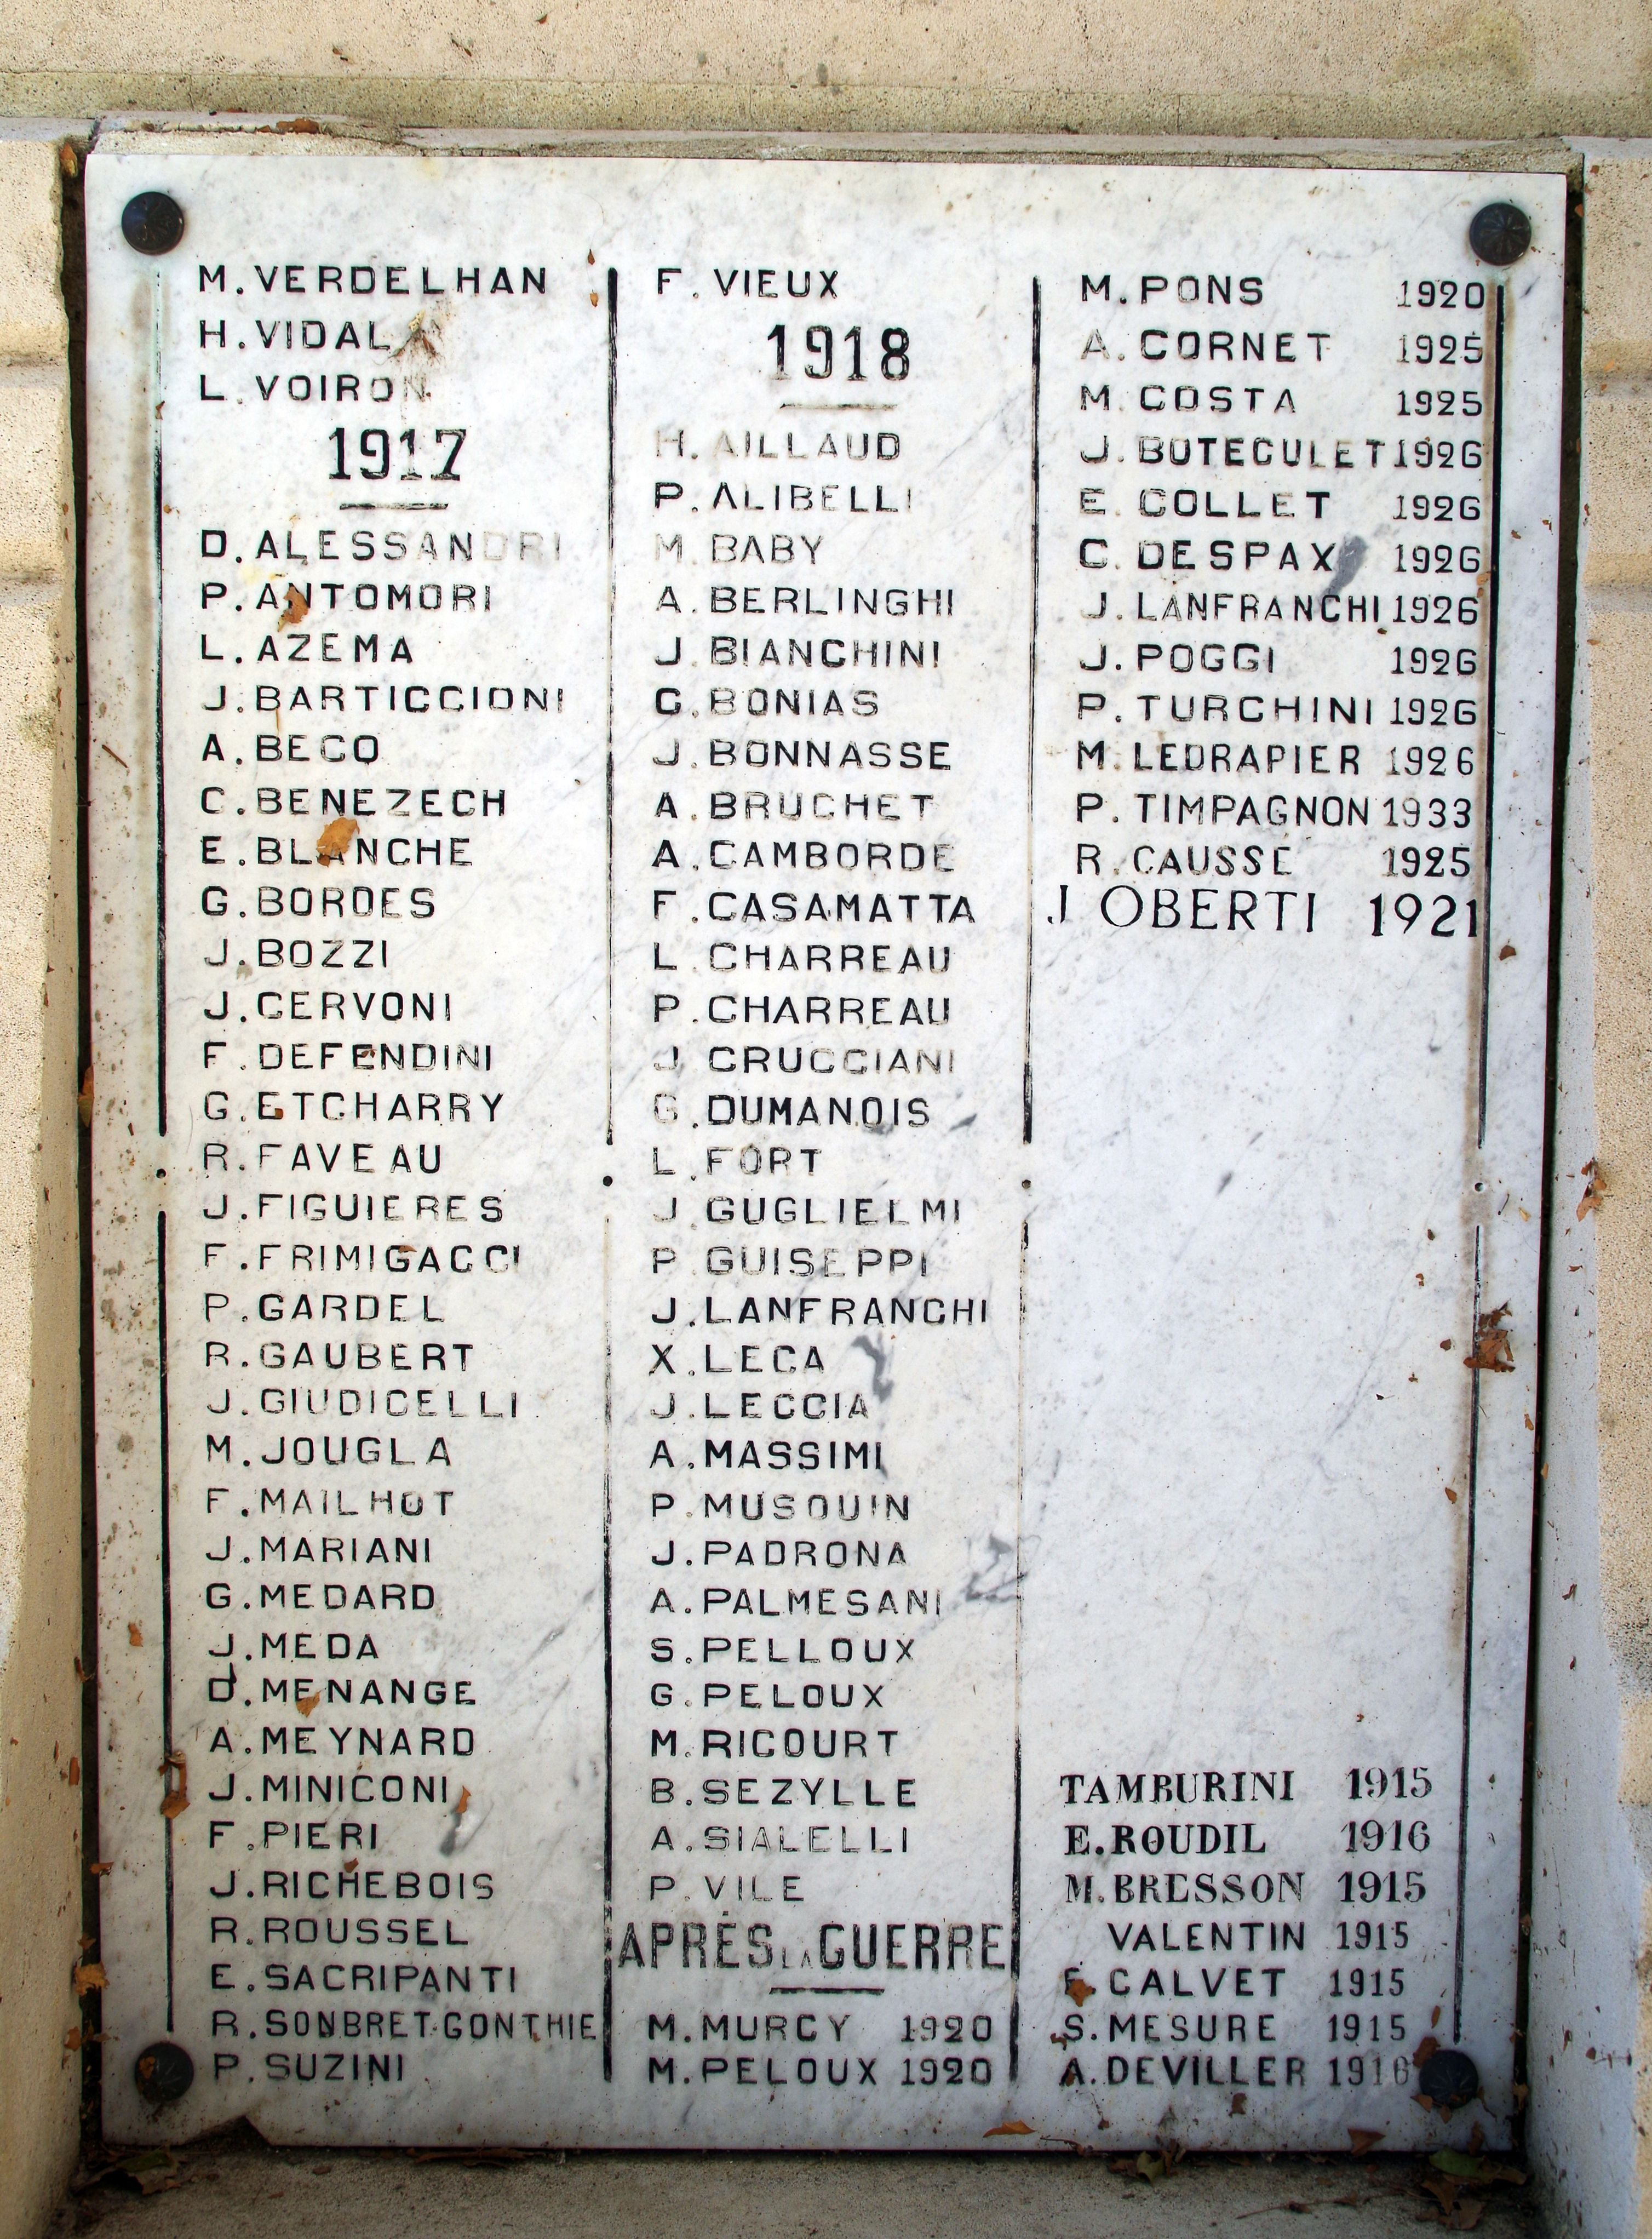 M. VERDELHAN
H. VIDAL
L. VOIRON
1917
D. ALESSANDRI
P. ANTOMORI
L. AZEMA
J. BARTICCIONI
A. BECO
C. BENEZECH
E. BLANCHE
G. BORDES
J. BOZZI
J. CERVONI
F. DEFENDINI
G. ETCHARRY
R. FAVEAU
J. FIGUIERES
F. FRIMIGACCI
P. GARDEL
R. GAUBERT
J. GIUDICELLI
M. JOUGLA
F. MAILHOT
J. MARIANI
G. MEDARD
J. MEDA
D. MENANGE
A. MEYNARD
J. MINICONI
F. PIERI
J. RICHEBOIS
R. ROUSSEL
E. SACRIPANTI
R. SONBRET-GONTHIE
P. SUZINI
F. VIEUX
1918
H. AILLAUD
P. ALIBELLI
M. BABY
A. BERLINGHI
J. BIANCHINI
G. BONIAS
J. BONNASSE
A. BRUCHET
A. CAMBORDE
F. CASAMATTA
L. CHARREAU
P. CHARREAU
J. CRUCCIANI
G. DUMANOIS
L. FORT
J. GUGLIELMI
P. GUISEPPI
J. LANFRANCHI
X. LECA
J. LECCIA
A. MASSIMI
P. MUSQUIN
J. PADRONA
A. PALMESANI
S. PELLOUX
G. PELOUX
M. RICOURT
B. SEZYLLE
A. SIALELLI
P. VILE
APRÈS LA GUERRE
M. MURCY 1920
M. PELOUX 1920
M. PONS 1920
A. CORNET 1925
M. COSTA 1925
J. BOTECULET 1926
E. COLLET 1926
C. DESPAX 1926
J. LANFRANCHI 1926
J. POGGI 1926
P. TURCHINI 1926
M. LEDRAPIER 1926
P. TIMPAGNON 1933
R. CAUSSE 1925
J OBERTI 1921
TAMBURINI 1915
E. ROUDIL 1916
M. BRESSON 1915
VALENTIN 1915
F. CALVET 1915
S. MESURE 1915
A. DEVILLER 1916